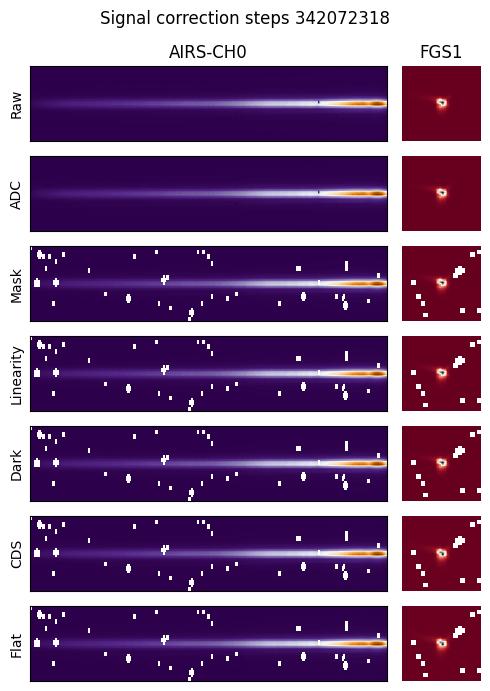 Signal correction steps 342072318
AIRS-CH0
FGS1
Raw
ADC
Mask
Linearity
Dark
CDS
Flat